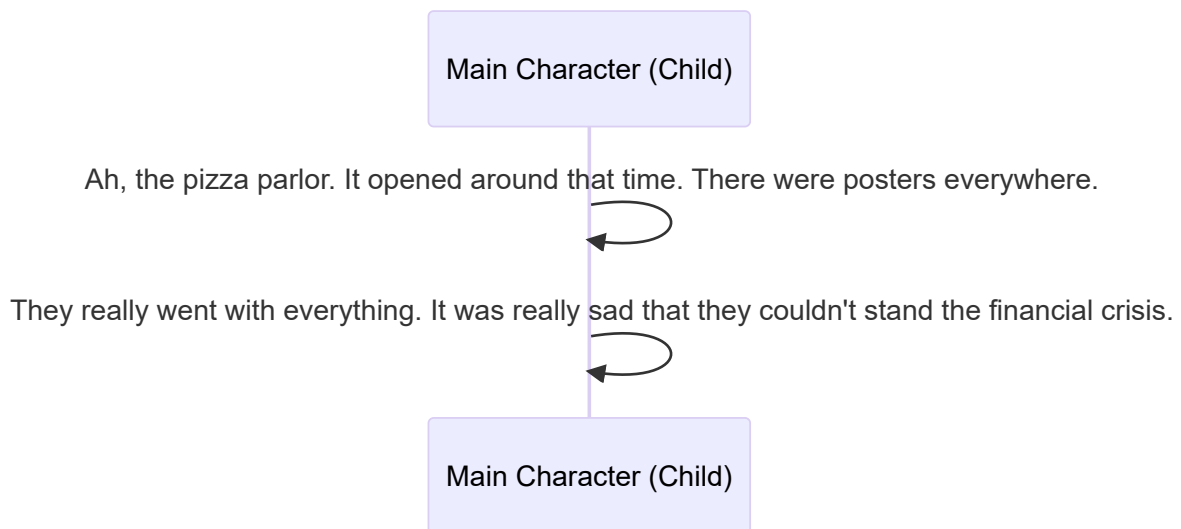 Main Character (Child)
Ah, the pizza parlor. It opened around that time. There were posters everywhere.
They really went with everything. It was really sad that they couldn't stand the financial crisis.
Main Character (Child)